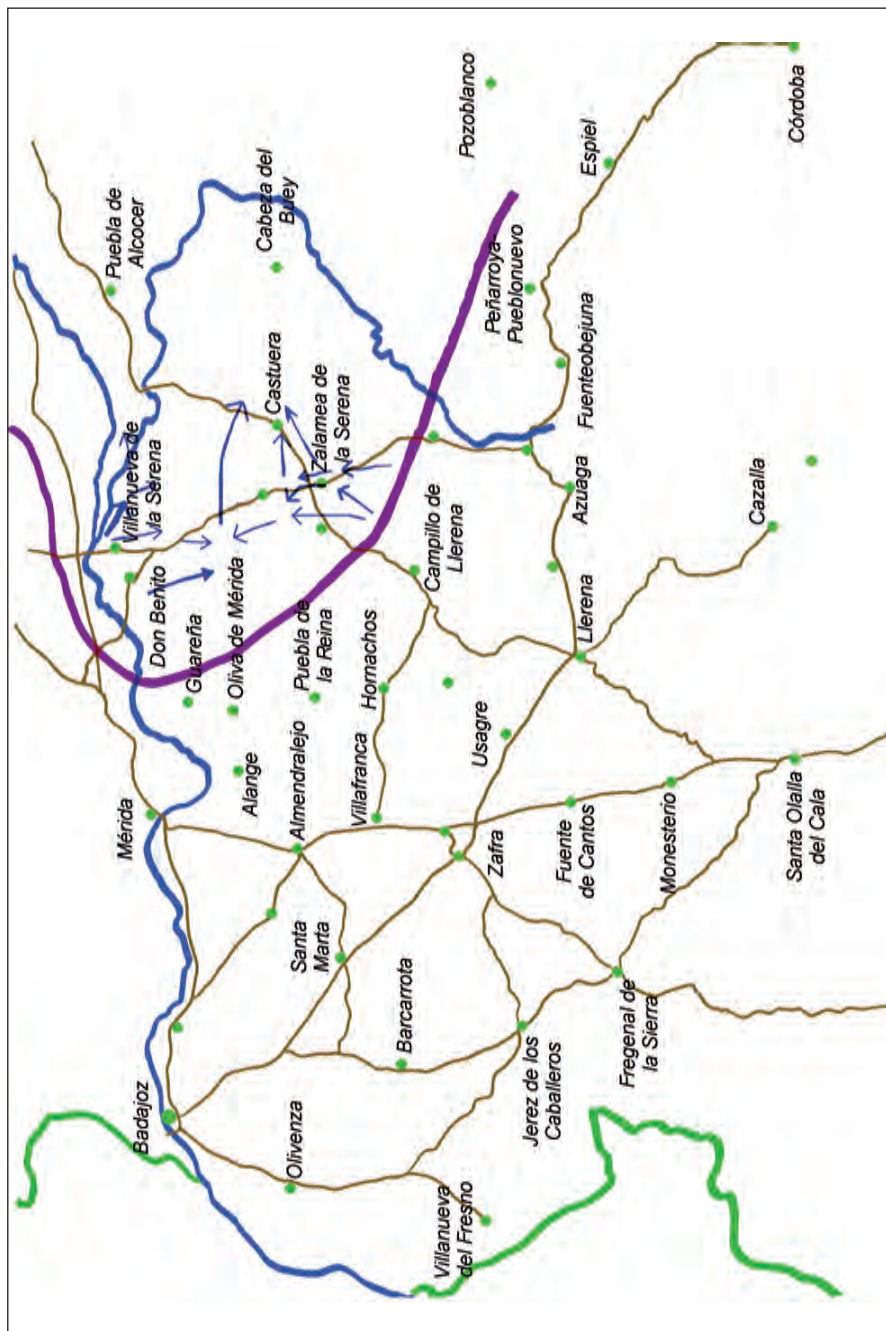 Badajoz
Mérida
Don Benito
Villanueva de
la Serena
Puebla de
Alcocer
Guareña
Oliva de Mérida
Alange
Almendralejo
Puebla de
la Reina
Olivenza
Santa
Marta
Castuera
Cabeza del
Buey
Zalamea de
la Serena
Villafranca
Hornachos
Campillo de
Llerena
Barcarrota
Villanueva
del Fresno
Zafra
Usagre
Peñarroya-
Pueblonuevo
Pozoblanco
Jerez de los
Caballeros
Fuente
de Cantos
Llerena
Azuaga
Fuenteobejuna
Espiel
Fregenal de
la Sierra
Monesterio
Cazalla
Santa Olalla
del Cala
Córdoba